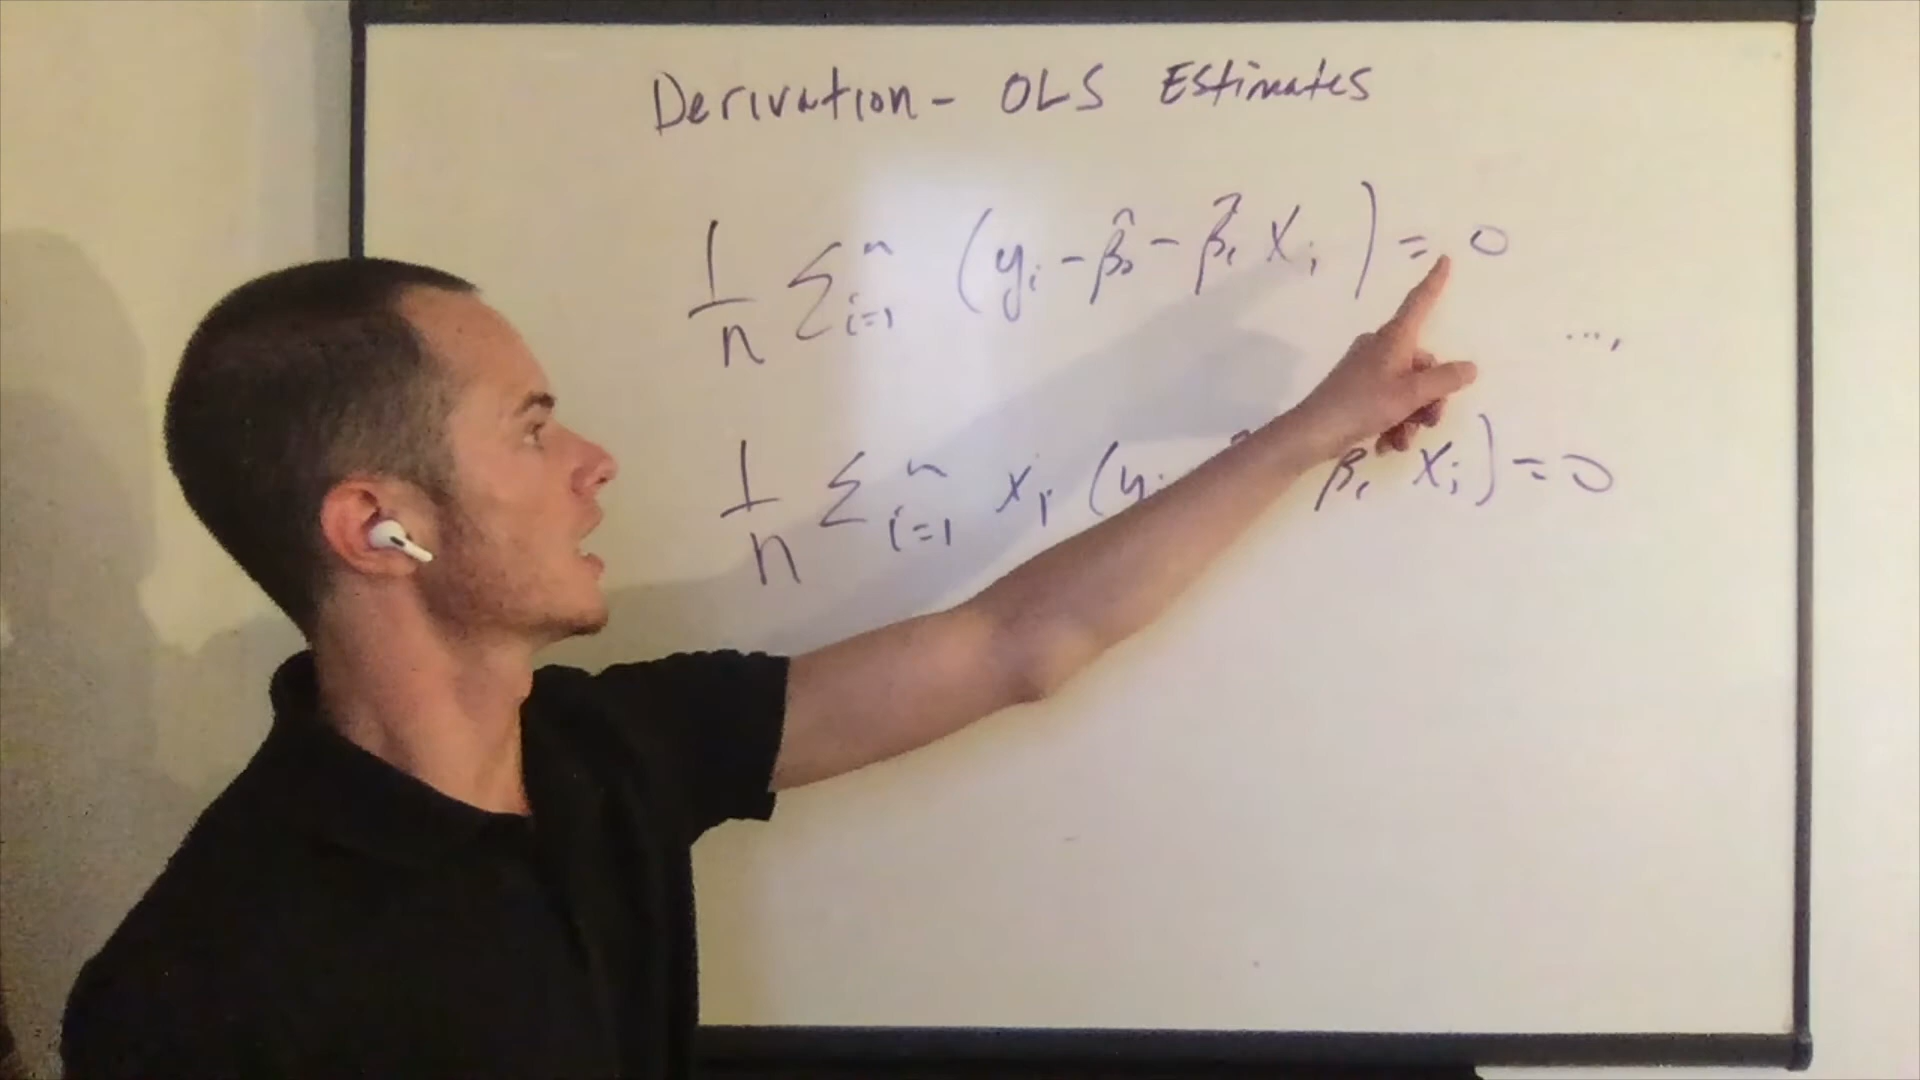 Derivation - OLS Estimates
1/n Σ_{i=1}^n (y_i - β̂_0 - β̂_1 X_i) = 0
...,
1/n Σ_{i=1}^n x_i (y_i β_1 X_i) = 0